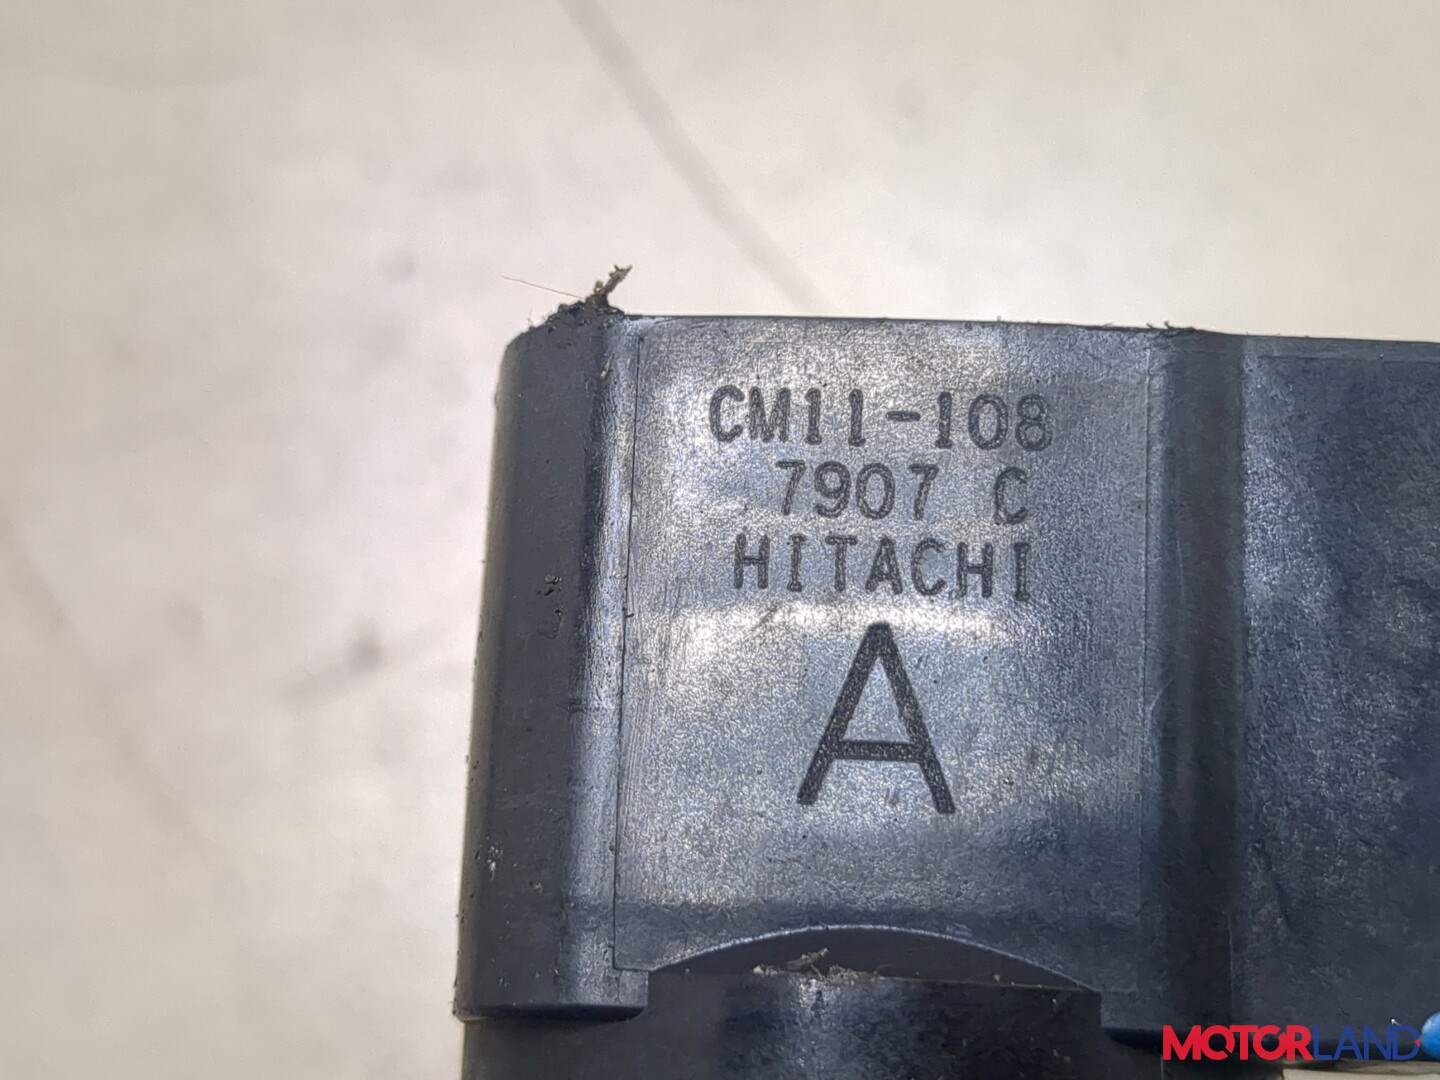 CM11-108
7907 C
HITACHI
A
MOTORLAND